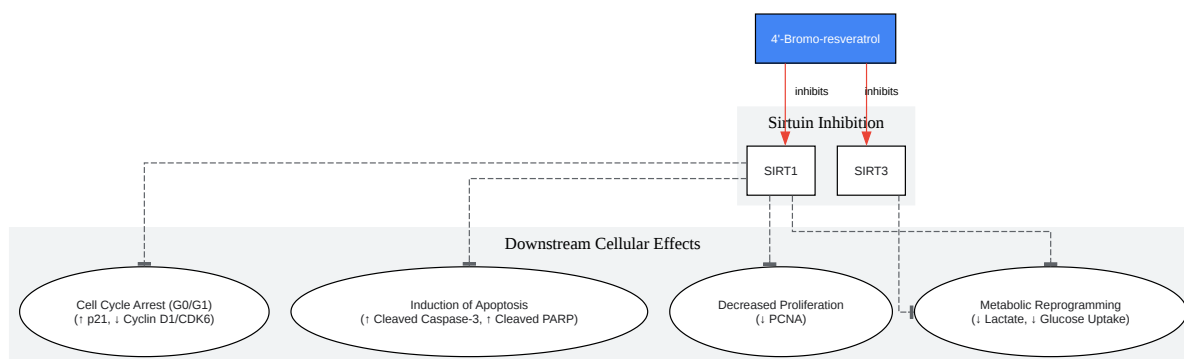 4'-Bromo-resveratrol
inhibits
inhibits
Sirtuin Inhibition
SIRT1
SIRT3
Downstream Cellular Effects
Cell Cycle Arrest (G0/G1)
(↑ p21, ↓ Cyclin D1/CDK6)
Induction of Apoptosis
(↑ Cleaved Caspase-3, ↑ Cleaved PARP)
Decreased Proliferation
(↓ PCNA)
Metabolic Reprogramming
(↓ Lactate, ↓ Glucose Uptake)